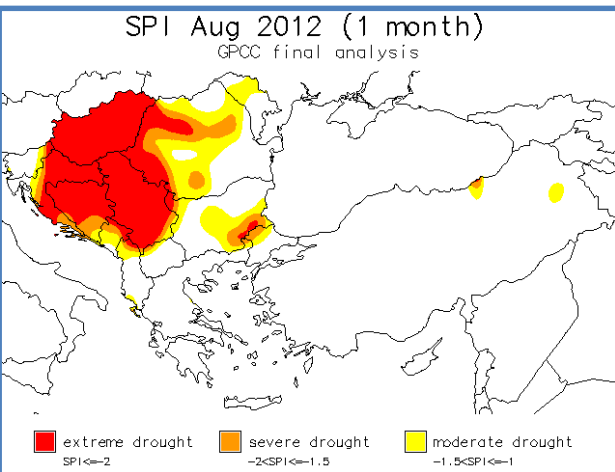 SPI Aug 2012 (1 month)
GPCC final analysis
extreme drought
SPI<=-2
severe drought
-2<SPI<=-1.5
moderate drought
-1.5<SPI<=-1